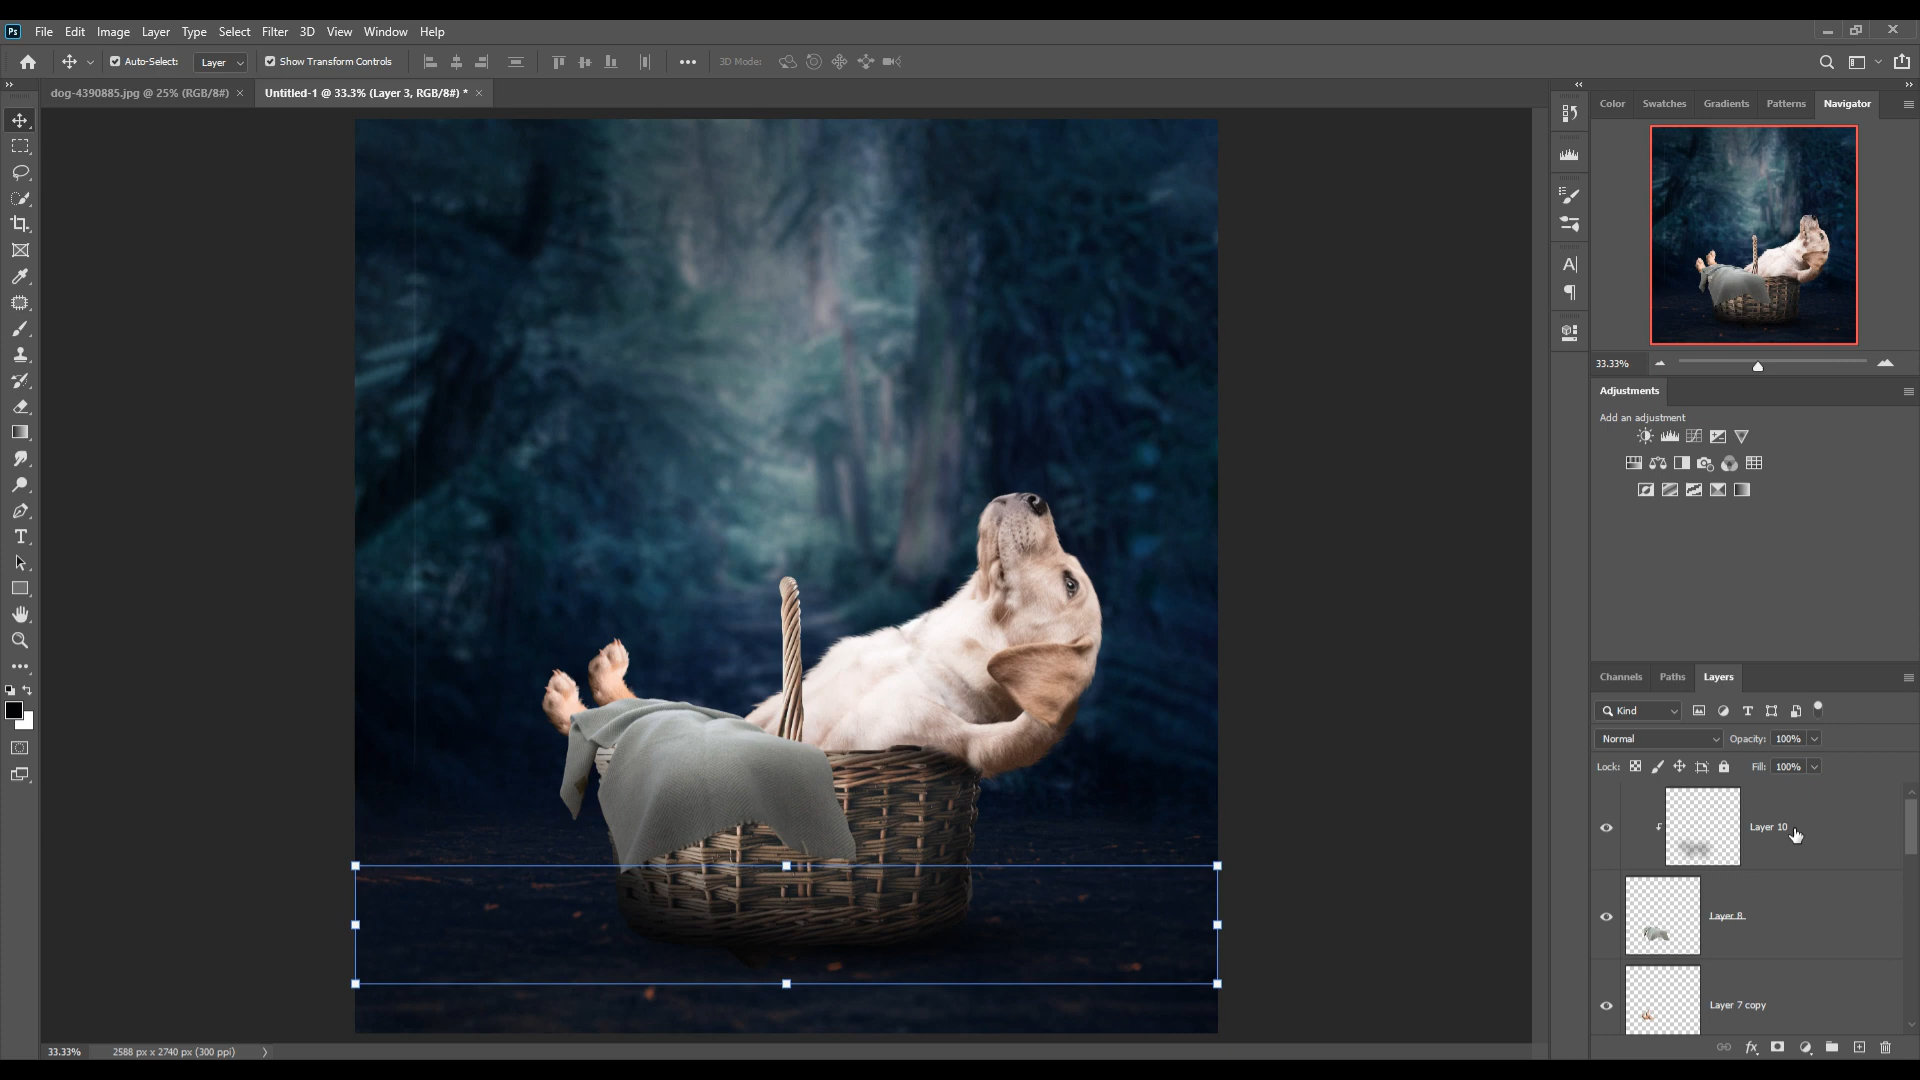 Ps File Edit Image Layer Type Select Filter 3D View Window Help
Auto-Select: Layer Show Transform Controls 3D Mode:
dog-4390885.jpg @ 25% (RGB/8#) × Untitled-1 @ 33.3% (Layer 3, RGB/8#) * ×
Color Swatches Gradients Patterns Navigator
33.33%
Adjustments
Add an adjustment
Channels Paths Layers
Kind
Normal Opacity: 100%
Lock: Fill: 100%
Layer 10
Layer 8
Layer 7 copy
33.33% 2588 px x 2740 px (300 ppi)